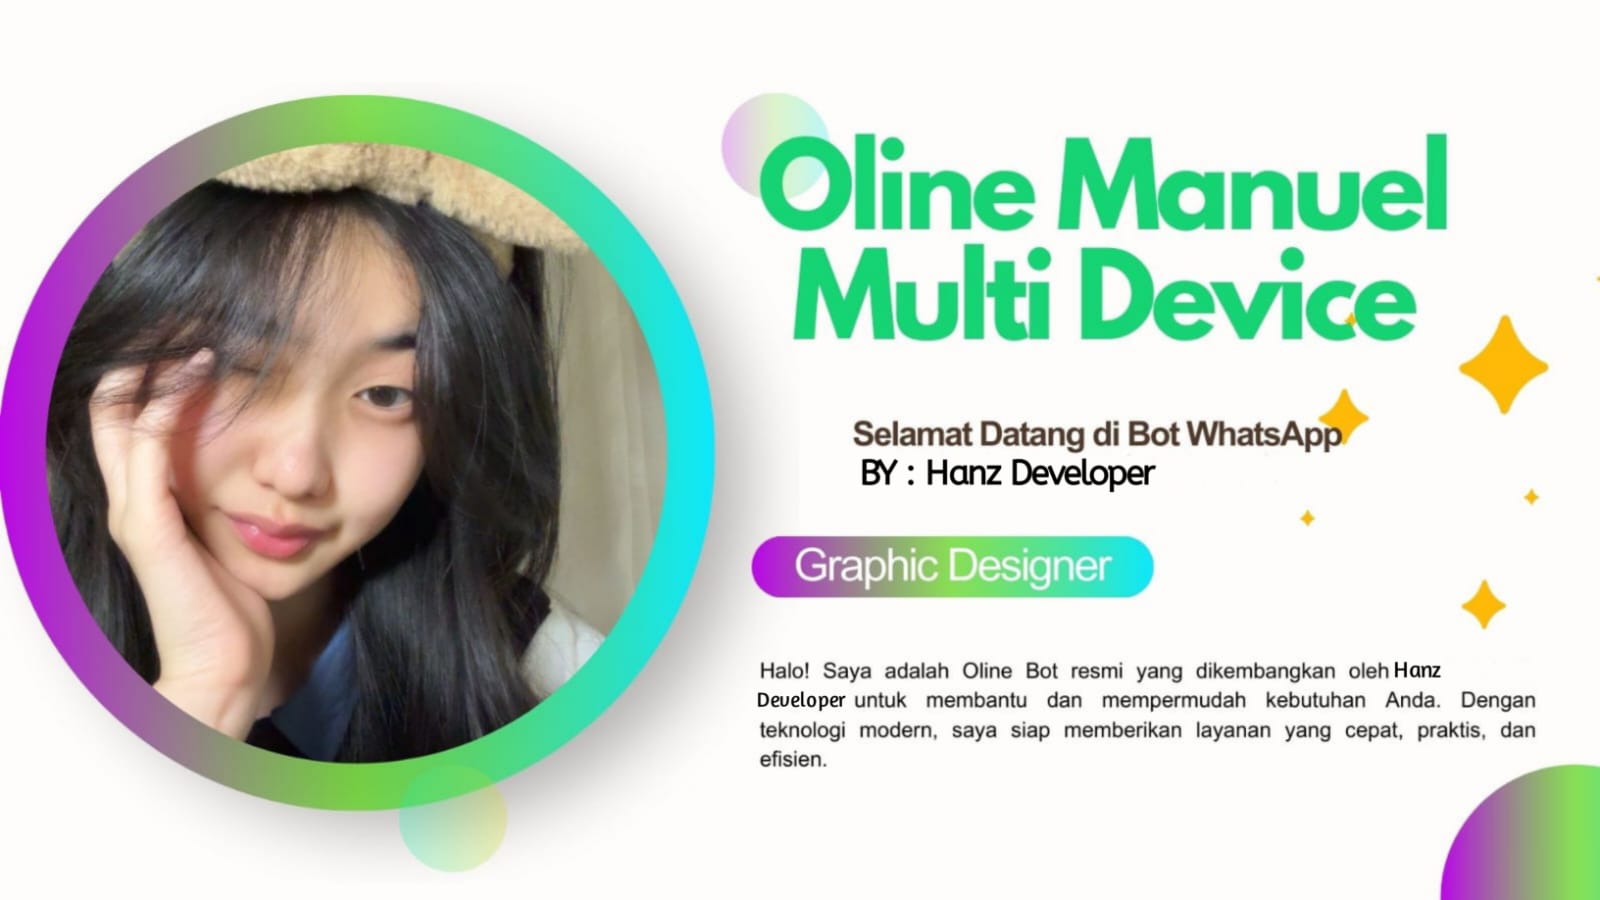 Oline Manuel
Multi Device
Selamat Datang di Bot WhatsApp
BY : Hanz Developer
Graphic Designer
Halo! Saya adalah Oline Bot resmi yang dikembangkan oleh Hanz
Developer untuk membantu dan mempermudah kebutuhan Anda. Dengan
teknologi modern, saya siap memberikan layanan yang cepat, praktis, dan
efisien.